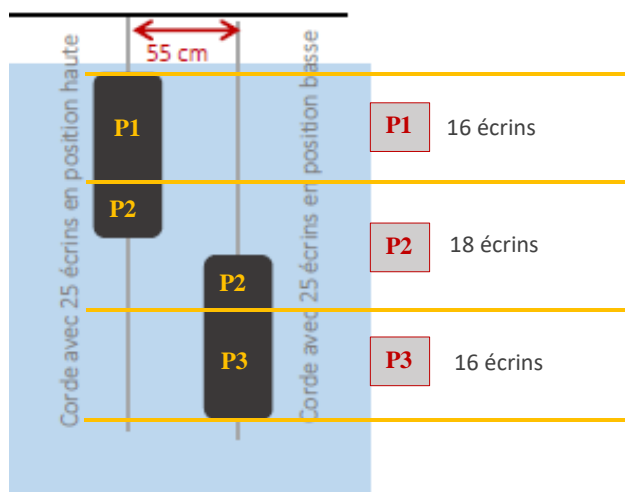 55 cm
Corde avec 25 écrins en position haute
Corde avec 25 écrins en position basse
P1
P2
P2
P3
P1 16 écrins
P2 18 écrins
P3 16 écrins